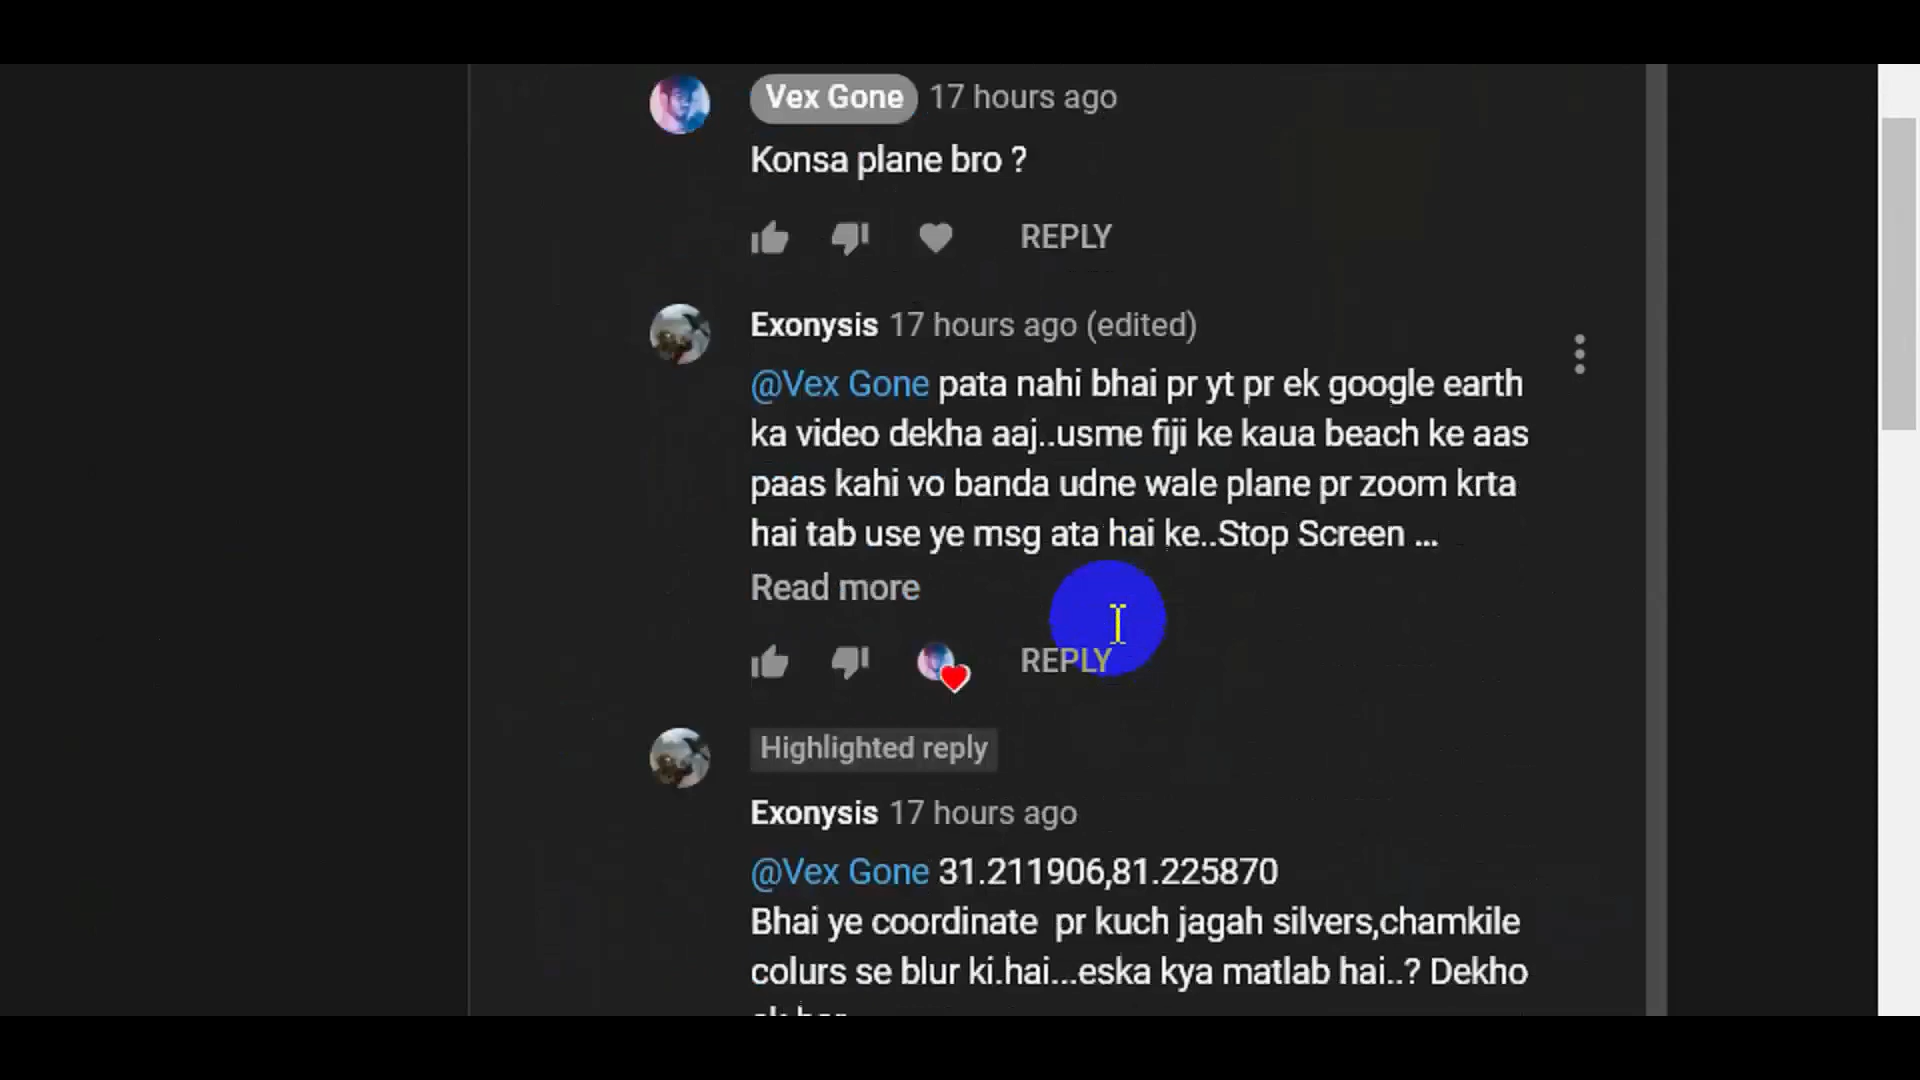 Vex Gone 17 hours ago
Konsa plane bro ?
REPLY
Exonysis 17 hours ago (edited)
@Vex Gone pata nahi bhai pr yt pr ek google earth
ka video dekha aaj..usme fiji ke kaua beach ke aas
paas kahi vo banda udne wale plane pr zoom krta
hai tab use ye msg ata hai ke..Stop Screen ...
Read more
REPLY
Highlighted reply
Exonysis 17 hours ago
@Vex Gone 31.211906,81.225870
Bhai ye coordinate pr kuch jagah silvers,chamkile
colurs se blur ki.hai...eska kya matlab hai..? Dekho